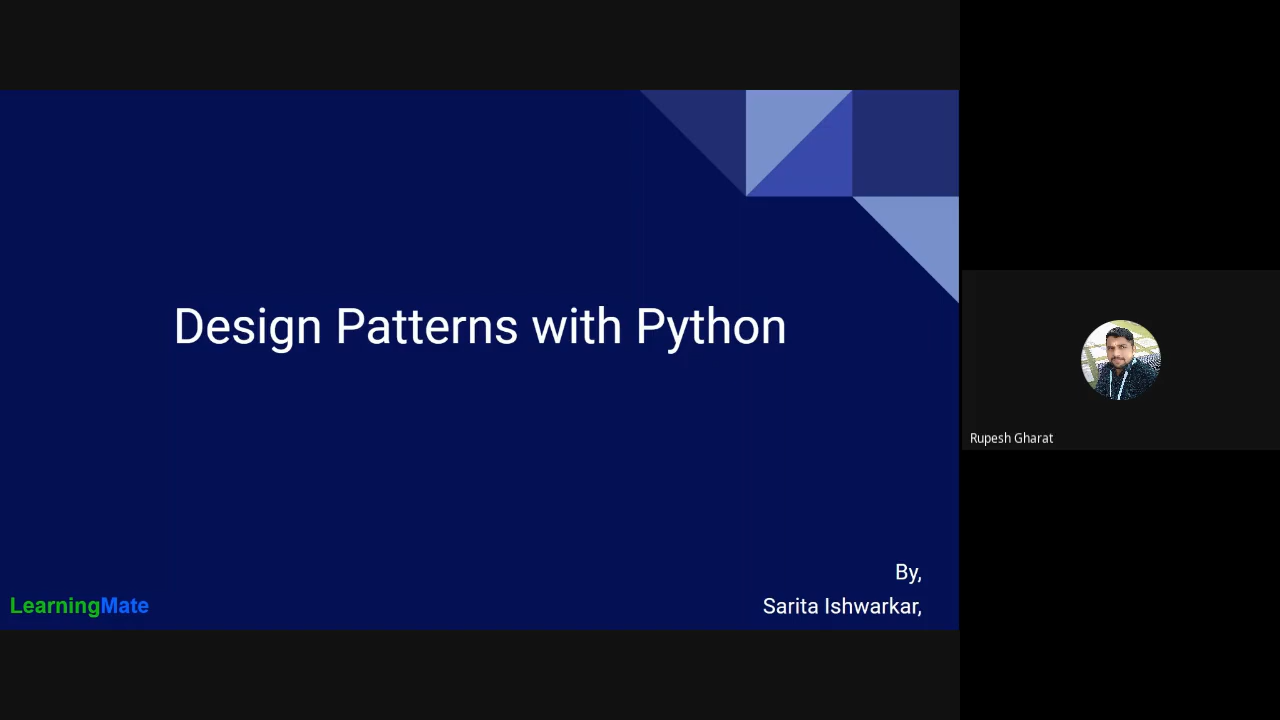 Design Patterns with Python
By,
Sarita Ishwarkar,
LearningMate
Rupesh Gharat